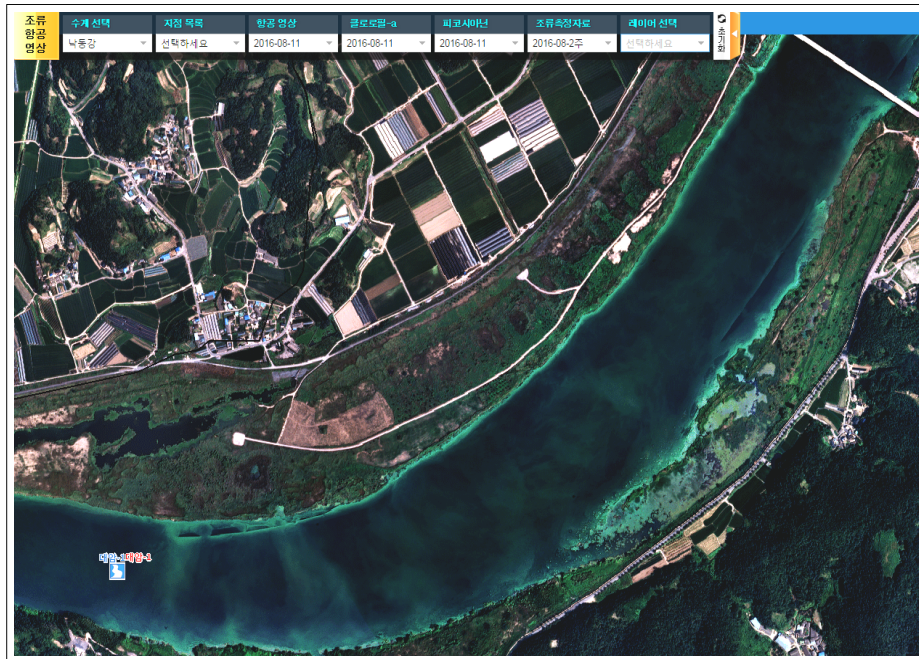 조류
항공
영상
수계 선택
지점 목록
항공 영상
클로로필-a
피코시아닌
조류측정자료
레이어 선택
낙동강
선택하세요
2016-08-11
2016-08-11
2016-08-11
2016-08-2주
선택하세요
초기화
대암-1